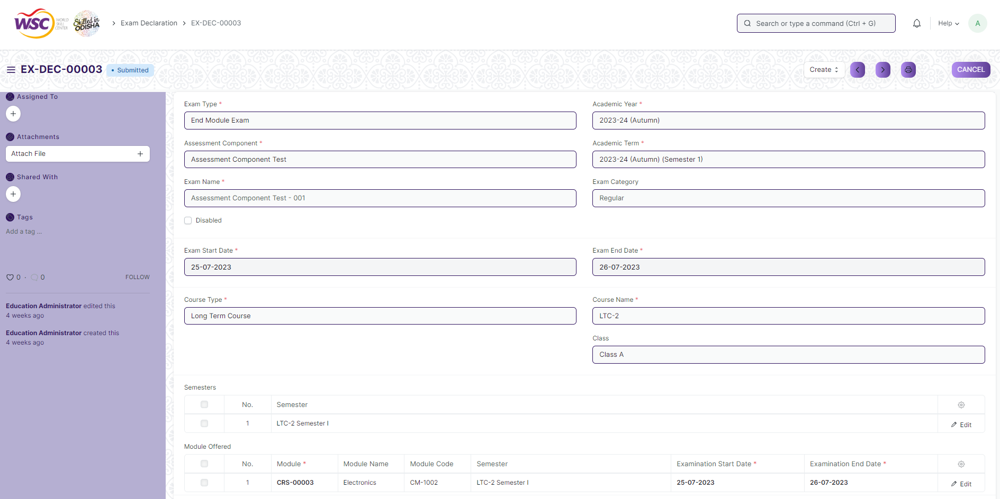 WSC WORLD SKILL CENTER Skilled in ODISHA > Exam Declaration > EX-DEC-00003 Search or type a command (Ctrl + G) Help A
EX-DEC-00003 • Submitted Create CANCEL
Assigned To
Attachments
Attach File +
Shared With
Tags
Add a tag ...
0 · 0 FOLLOW
Education Administrator edited this
4 weeks ago
Education Administrator created this
4 weeks ago
Exam Type * Academic Year *
End Module Exam 2023-24 (Autumn)
Assessment Component * Academic Term *
Assessment Component Test 2023-24 (Autumn) (Semester 1)
Exam Name * Exam Category
Assessment Component Test - 001 Regular
Disabled
Exam Start Date * Exam End Date *
25-07-2023 26-07-2023
Course Type * Course Name *
Long Term Course LTC-2
Class
Class A
Semesters
No. Semester
1 LTC-2 Semester I Edit
Module Offered
No. Module * Module Name Module Code Semester Examination Start Date * Examination End Date *
1 CRS-00003 Electronics CM-1002 LTC-2 Semester I 25-07-2023 26-07-2023 Edit